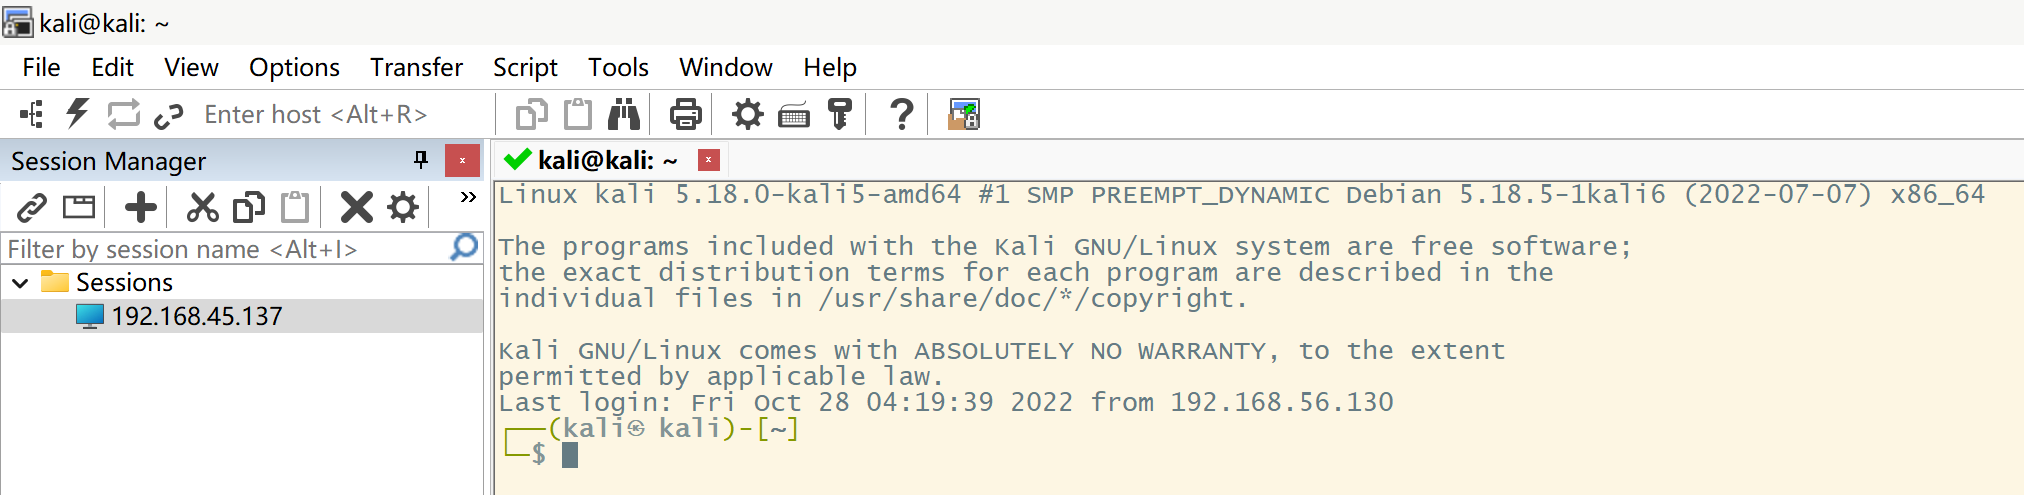 kali@kali: ~
File Edit View Options Transfer Script Tools Window Help
Enter host <Alt+R>
Session Manager
Filter by session name <Alt+I>
Sessions
192.168.45.137
kali@kali: ~
Linux kali 5.18.0-kali5-amd64 #1 SMP PREEMPT_DYNAMIC Debian 5.18.5-1kali6 (2022-07-07) x86_64
The programs included with the Kali GNU/Linux system are free software;
the exact distribution terms for each program are described in the
individual files in /usr/share/doc/*/copyright.
Kali GNU/Linux comes with ABSOLUTELY NO WARRANTY, to the extent
permitted by applicable law.
Last login: Fri Oct 28 04:19:39 2022 from 192.168.56.130
┌──(kali㉿ kali)-[~]
└─$